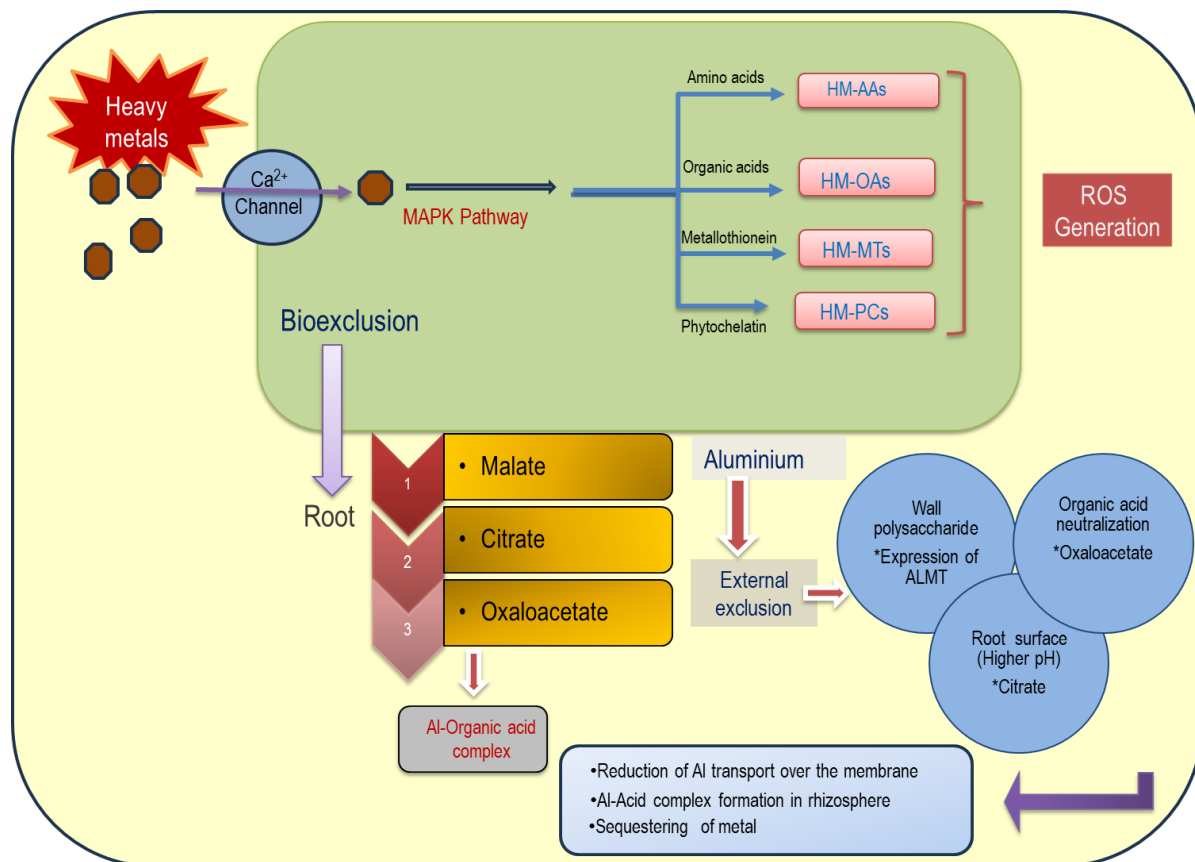 Heavy
metals
Ca²⁺
Channel
MAPK Pathway
Amino acids
HM-AAs
Organic acids
HM-OAs
Metallothionein
HM-MTs
Phytochelatin
HM-PCs
ROS
Generation
Bioexclusion
Root
1
• Malate
2
• Citrate
3
• Oxaloacetate
Al-Organic acid
complex
Aluminium
External
exclusion
Wall
polysaccharide
*Expression of
ALMT
Organic acid
neutralization
*Oxaloacetate
Root surface
(Higher pH)
*Citrate
•Reduction of Al transport over the membrane
•Al-Acid complex formation in rhizosphere
•Sequestering of metal